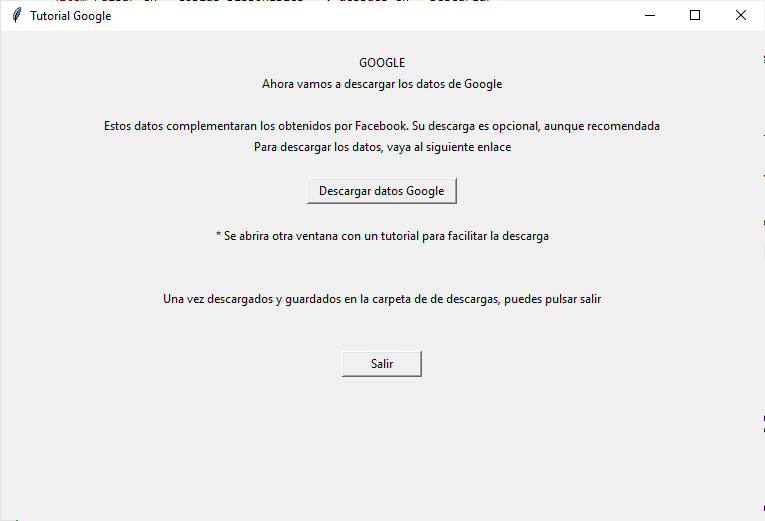 Tutorial Google
GOOGLE
Ahora vamos a descargar los datos de Google
Estos datos complementaran los obtenidos por Facebook. Su descarga es opcional, aunque recomendada
Para descargar los datos, vaya al siguiente enlace
Descargar datos Google
* Se abrira otra ventana con un tutorial para facilitar la descarga
Una vez descargados y guardados en la carpeta de de descargas, puedes pulsar salir
Salir